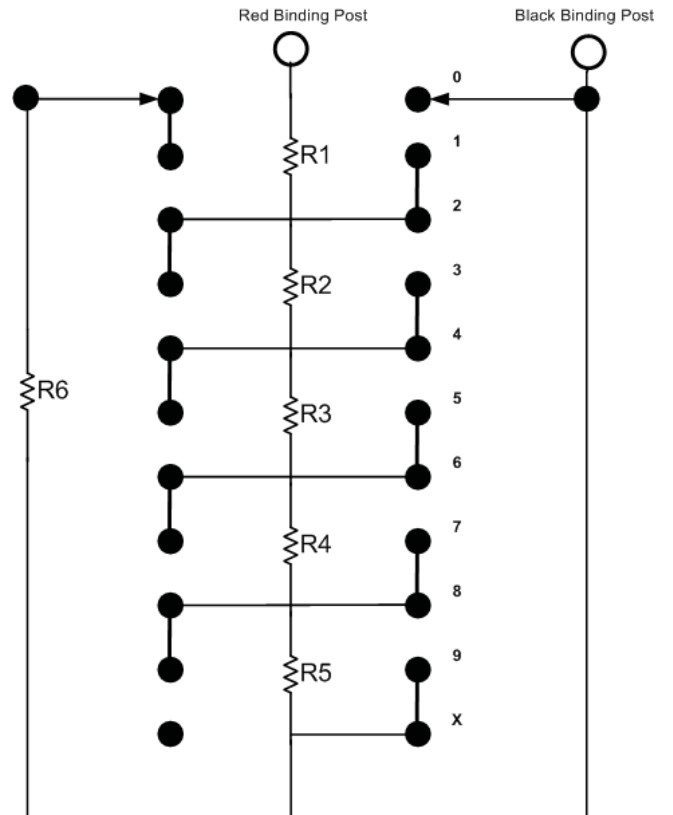 Red Binding Post
Black Binding Post
0
R1
1
2
R2
3
4
R6
R3
5
6
R4
7
8
R5
9
X